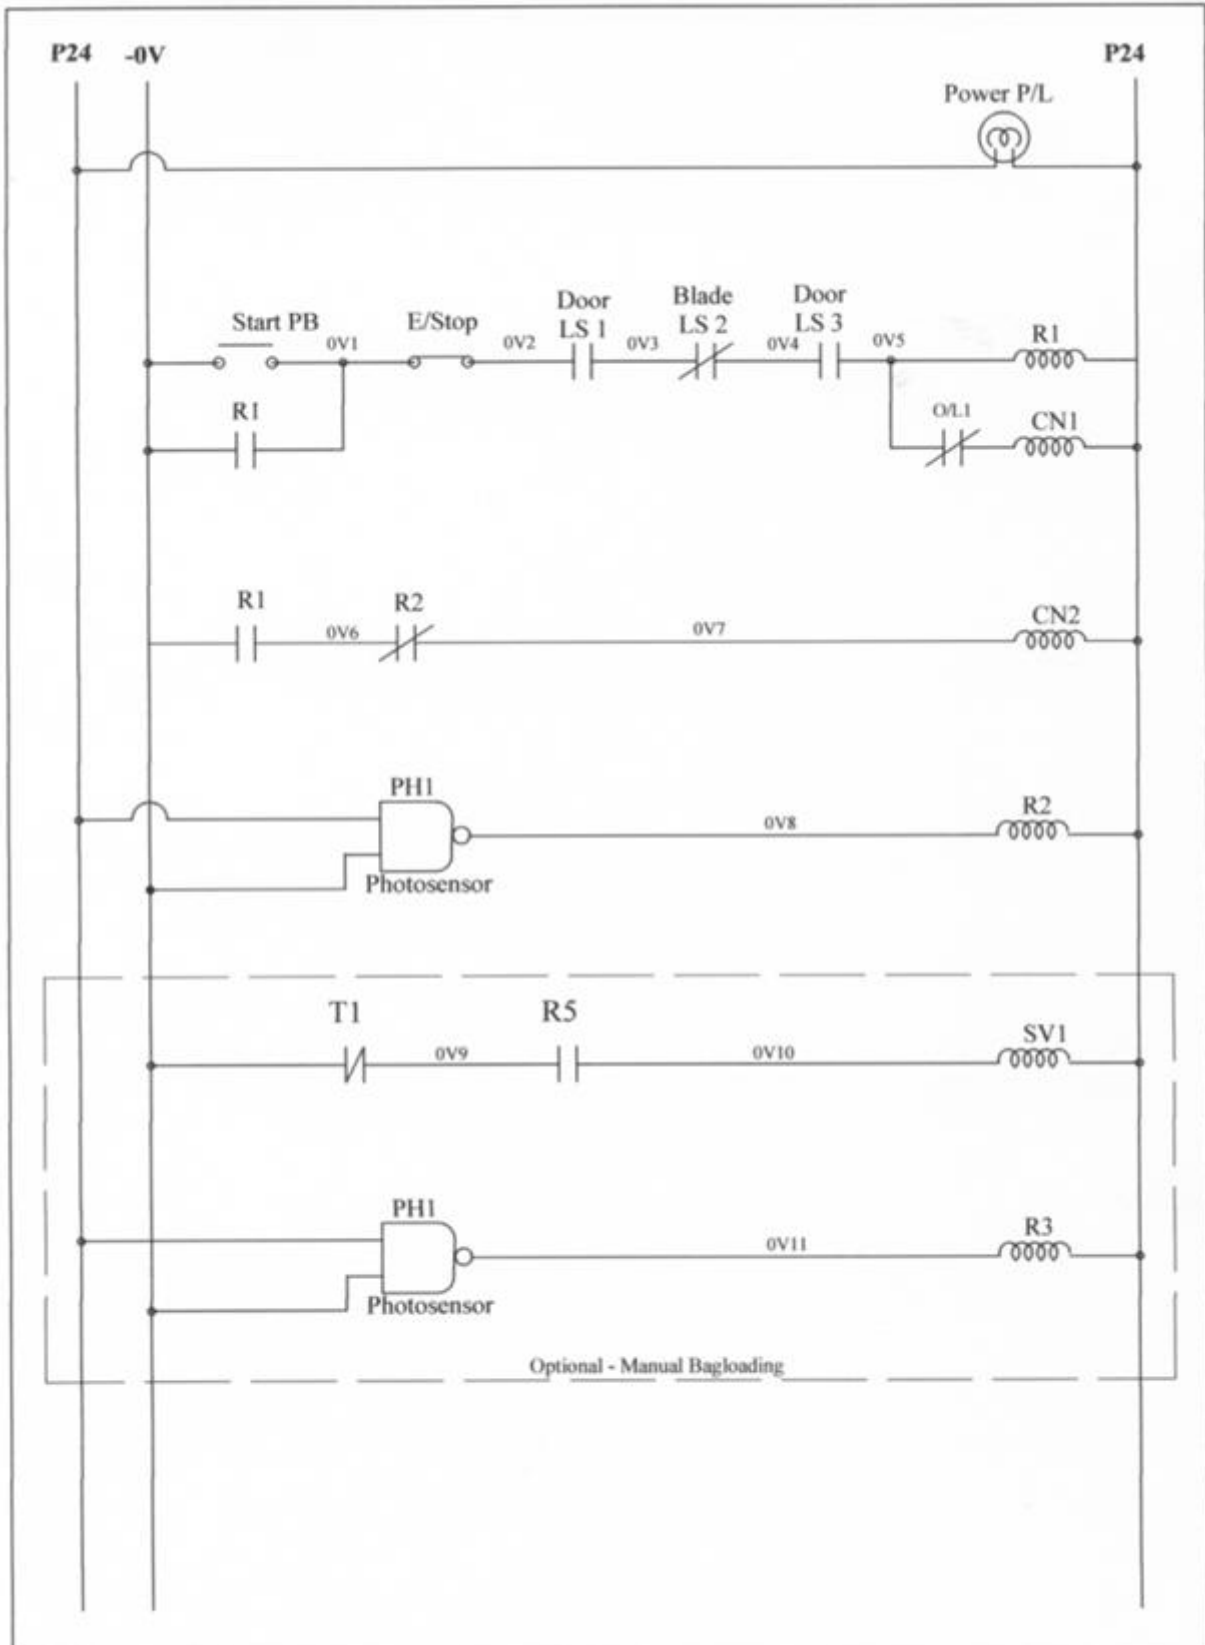 P24 -0V P24
Power P/L
Start PB
E/Stop
Door
LS 1
Blade
LS 2
Door
LS 3
0V1
0V2
0V3
0V4
0V5
R1
R1
O/L1
CN1
R1
R2
0V6
0V7
CN2
PH1
Photosensor
0V8
R2
T1
R5
0V9
0V10
SV1
PH1
Photosensor
0V11
R3
Optional - Manual Bagloading